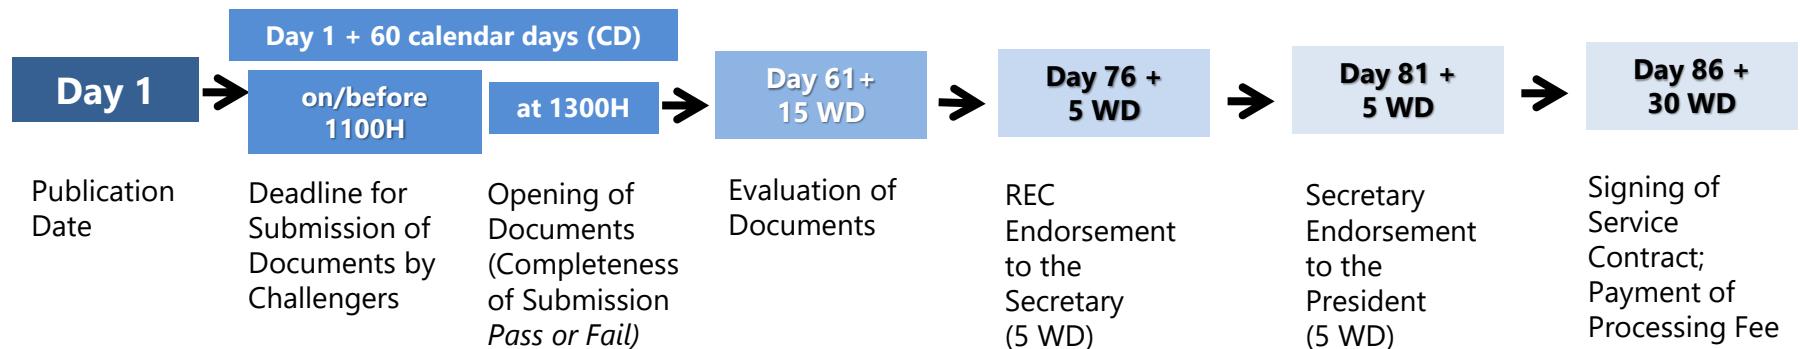 Day 1
Publication
Date
Day 1 + 60 calendar days (CD)
on/before
1100H
Deadline for
Submission of
Documents by
Challengers
at 1300H
Opening of
Documents
(Completeness
of Submission
Pass or Fail)
Day 61+
15 WD
Evaluation of
Documents
Day 76 +
5 WD
REC
Endorsement
to the
Secretary
(5 WD)
Day 81 +
5 WD
Secretary
Endorsement
to the
President
(5 WD)
Day 86 +
30 WD
Signing of
Service
Contract;
Payment of
Processing Fee